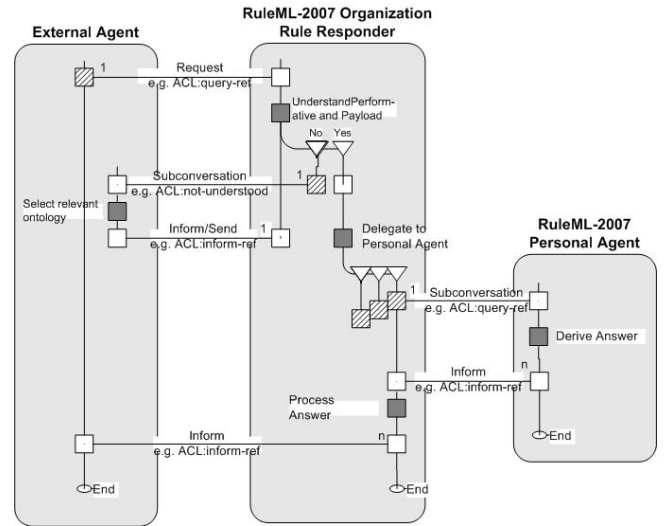 RuleML-2007 Organization
Rule Responder
External Agent
1
Request
e.g. ACL:query-ref
UnderstandPerform-
ative and Payload
No
Yes
Subconversation
1
e.g. ACL:not-understood
Select relevant
ontology
Inform/Send
1
e.g. ACL:inform-ref
Delegate to
Personal Agent
RuleML-2007
Personal Agent
1
Subconversation
e.g. ACL:query-ref
Derive Answer
n
Inform
e.g. ACL:inform-ref
Process
Answer
Inform
n
e.g. ACL:inform-ref
End
End
End